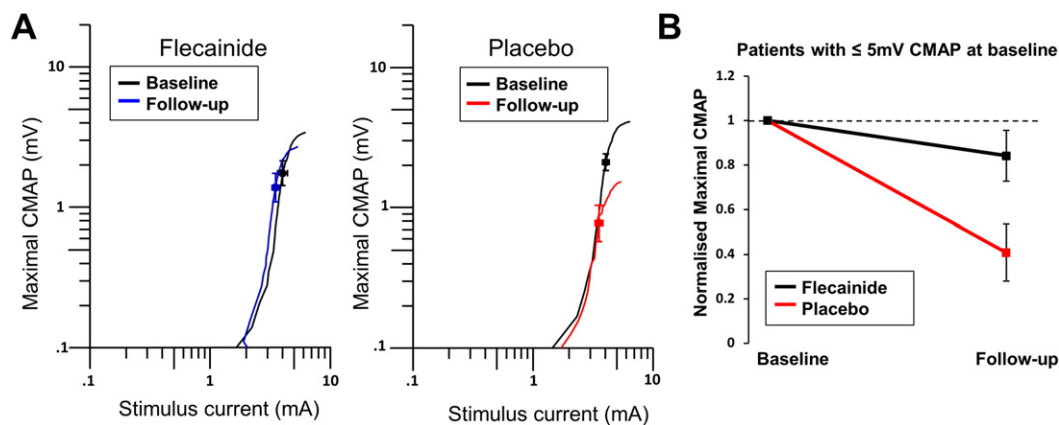 A
Flecainide
Baseline
Follow-up
Maximal CMAP (mV)
10
1
.1
.1
1
10
Stimulus current (mA)
Placebo
Baseline
Follow-up
Maximal CMAP (mV)
10
1
.1
.1
1
10
Stimulus current (mA)
B
Patients with ≤ 5mV CMAP at baseline
Normalised Maximal CMAP
1.2
1
0.8
0.6
0.4
0.2
0
Flecainide
Placebo
Baseline
Follow-up